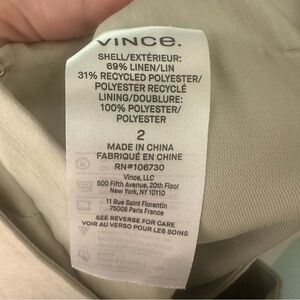 VINCE.
SHELL/EXTÉRIEUR:
69% LINEN/LIN
31% RECYCLED POLYESTER/
POLYESTER RECYCLÉ
LINING/DOUBLURE:
100% POLYESTER/
POLYESTER
2
MADE IN CHINA
FABRIQUÉ EN CHINE
RN#106730
Vince, LLC
500 Fifth Avenue, 20th Floor
New York, NY 10110
11 Rue Saint Florentin
75008 Paris France
SEE REVERSE FOR CARE
VOIR AU VERSO POUR LES SOINS